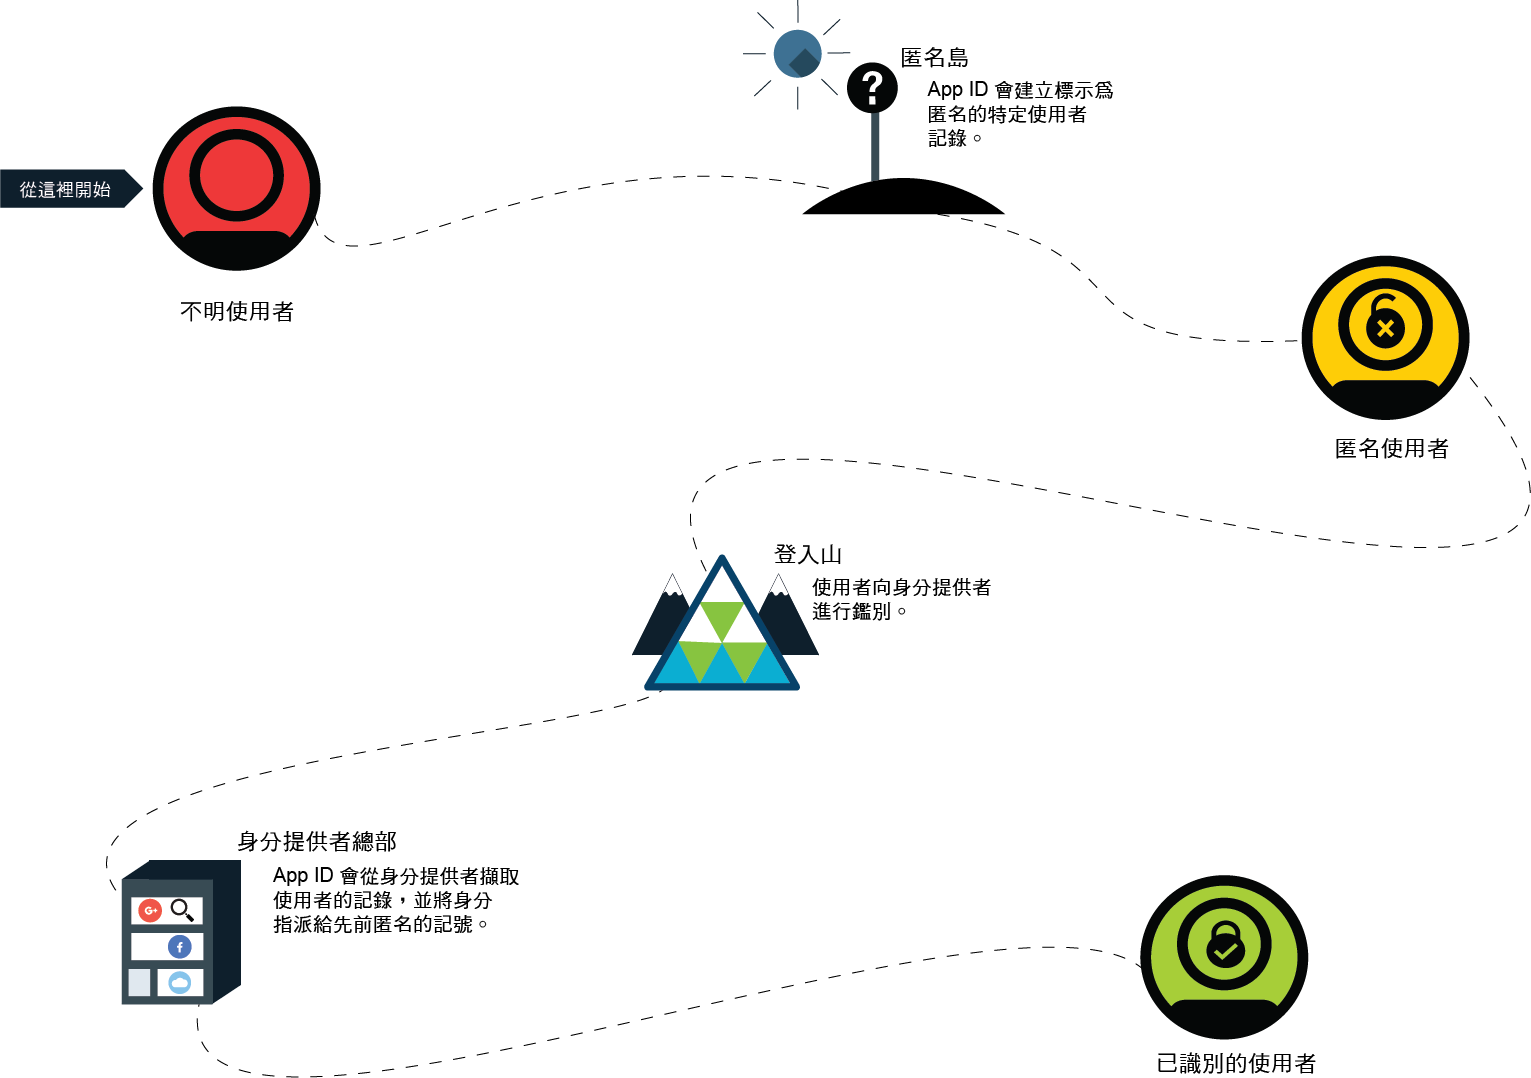 從這裡開始
不明使用者
匿名島
App ID 會建立標示為
匿名的特定使用者
記錄。
?
匿名使用者
登入山
使用者向身分提供者
進行鑑別。
身分提供者總部
App ID 會從身分提供者擷取
使用者的記錄，並將身分
指派給先前匿名的記號。
G+
f
已識別的使用者